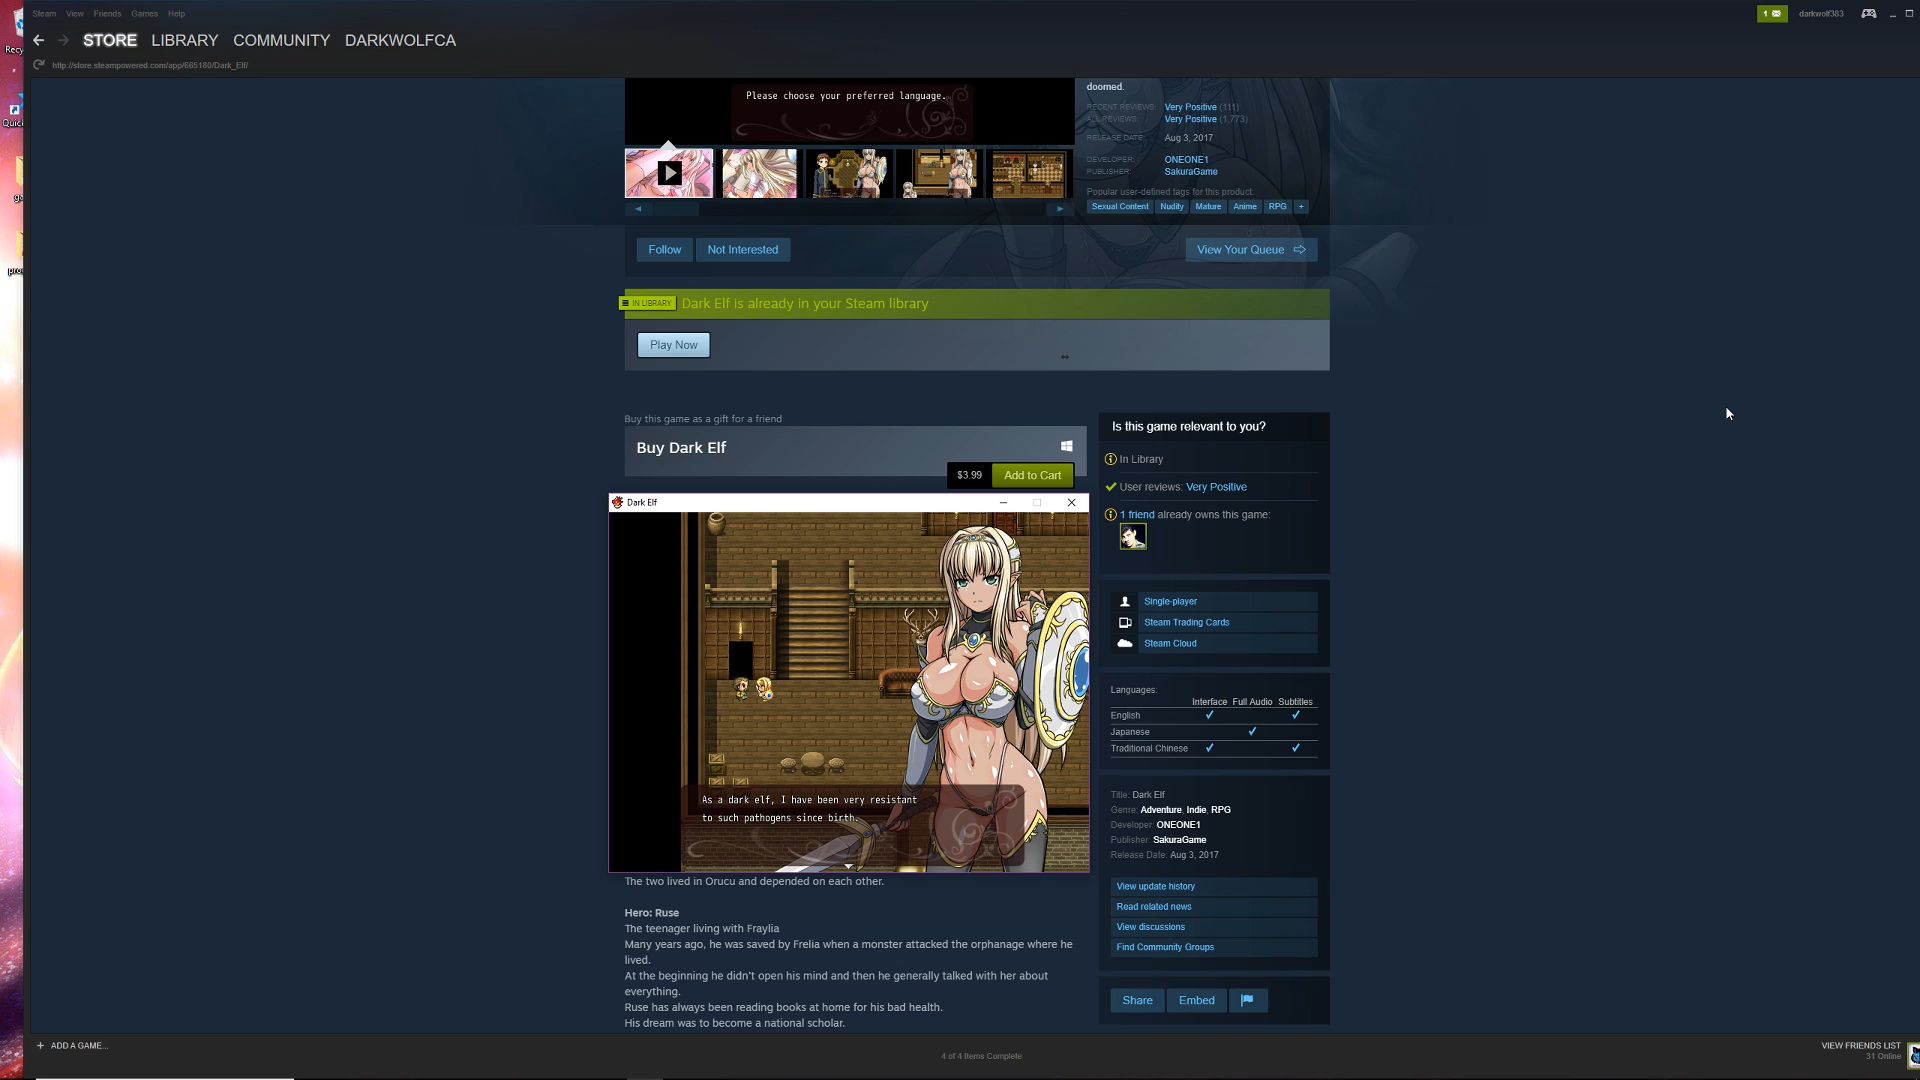 Steam View Friends Games Help
1 darkwolf383
STORE LIBRARY COMMUNITY DARKWOLFCA
http://store.steampowered.com/app/665180/Dark_Elf/
Recy
Quick
Please choose your preferred language.
doomed.
RECENT REVIEWS: Very Positive (111)
ALL REVIEWS: Very Positive (1,773)
RELEASE DATE: Aug 3, 2017
DEVELOPER: ONEONE1
PUBLISHER: SakuraGame
Popular user-defined tags for this product:
Sexual Content Nudity Mature Anime RPG +
Follow Not Interested View Your Queue
IN LIBRARY Dark Elf is already in your Steam library
Play Now
Buy this game as a gift for a friend
Buy Dark Elf
$3.99 Add to Cart
Dark Elf
As a dark elf, I have been very resistant
to such pathogens since birth.
The two lived in Orucu and depended on each other.
Hero: Ruse
The teenager living with Fraylia
Many years ago, he was saved by Frelia when a monster attacked the orphanage where he
lived.
At the beginning he didn't open his mind and then he generally talked with her about
everything.
Ruse has always been reading books at home for his bad health.
His dream was to become a national scholar.
Is this game relevant to you?
In Library
User reviews: Very Positive
1 friend already owns this game:
Single-player
Steam Trading Cards
Steam Cloud
Languages:
Interface Full Audio Subtitles
English
Japanese
Traditional Chinese
Title: Dark Elf
Genre: Adventure, Indie, RPG
Developer: ONEONE1
Publisher: SakuraGame
Release Date: Aug 3, 2017
View update history
Read related news
View discussions
Find Community Groups
Share Embed
+ ADD A GAME...
4 of 4 Items Complete
VIEW FRIENDS LIST
31 Online